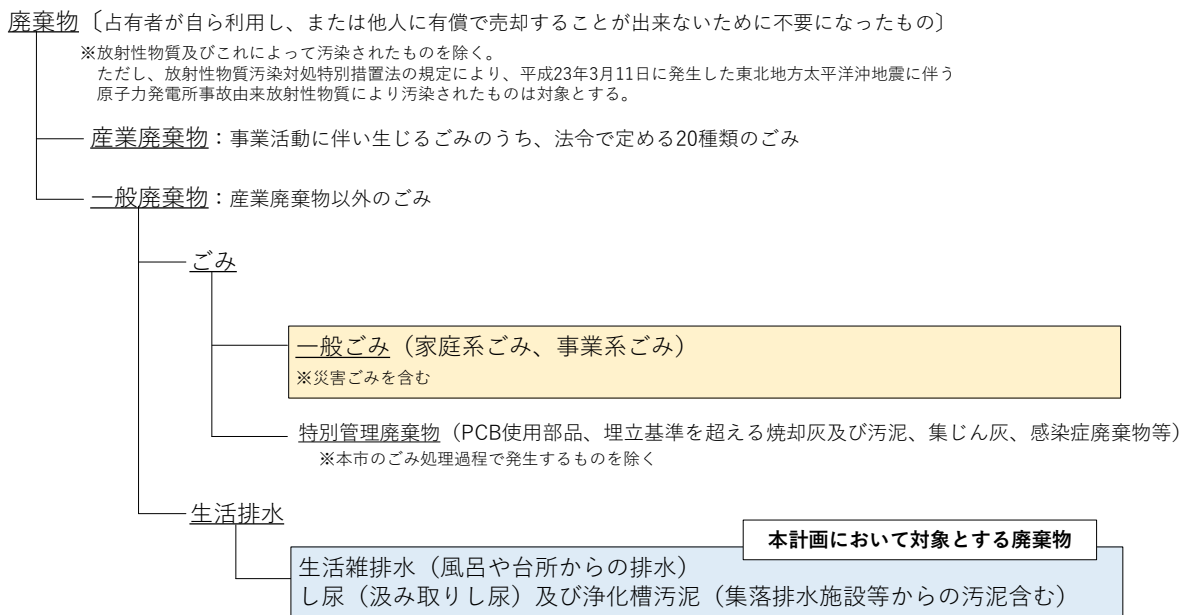 廃棄物〔占有者が自ら利用し、または他人に有償で売却することが出来ないために不要になったもの〕
※放射性物質及びこれによって汚染されたものを除く。
ただし、放射性物質汚染対処特別措置法の規定により、平成23年3月11日に発生した東北地方太平洋沖地震に伴う
原子力発電所事故由来放射性物質により汚染されたものは対象とする。
産業廃棄物：事業活動に伴い生じるごみのうち、法令で定める20種類のごみ
一般廃棄物：産業廃棄物以外のごみ
ごみ
一般ごみ（家庭系ごみ、事業系ごみ）
※災害ごみを含む
特別管理廃棄物（PCB使用部品、埋立基準を超える焼却灰及び汚泥、集じん灰、感染症廃棄物等）
※本市のごみ処理過程で発生するものを除く
生活排水
本計画において対象とする廃棄物
生活雑排水（風呂や台所からの排水）
し尿（汲み取りし尿）及び浄化槽汚泥（集落排水施設等からの汚泥含む）